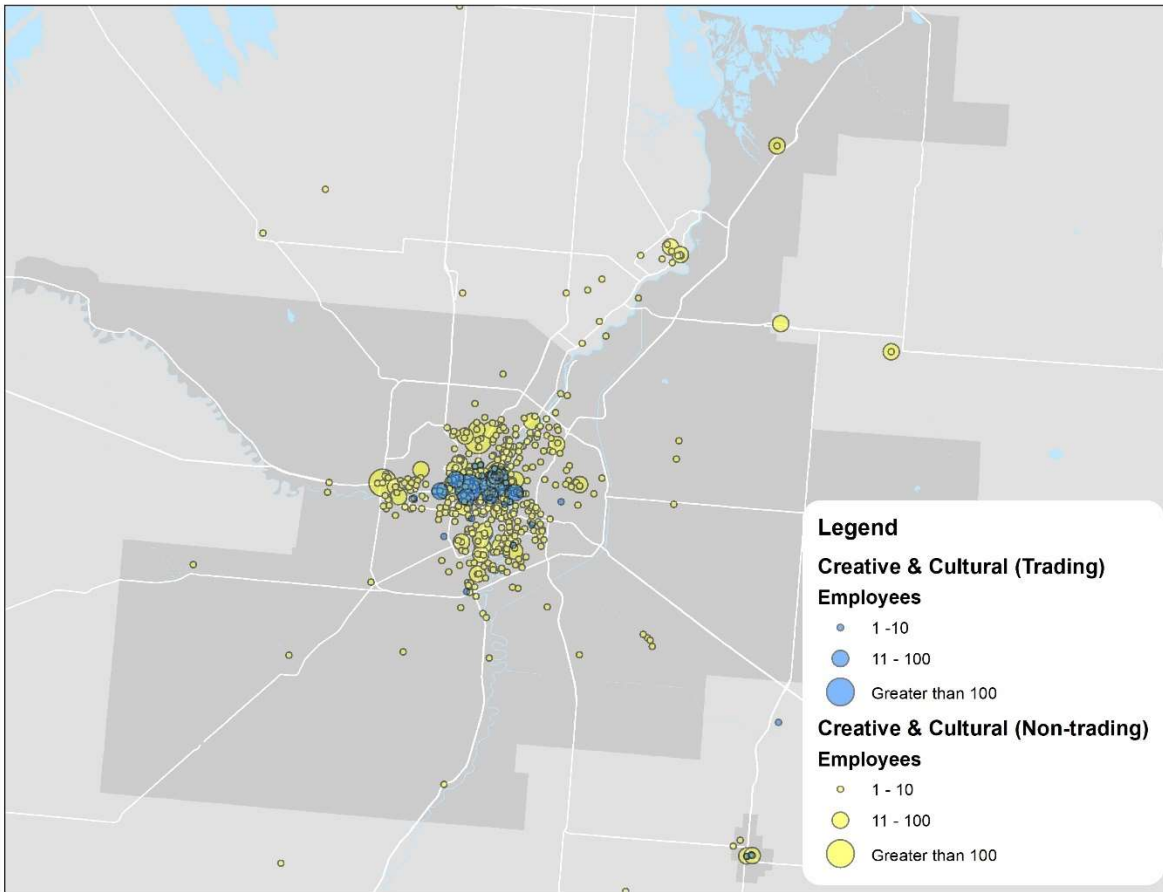 Legend
Creative & Cultural (Trading)
Employees
1 -10
11 - 100
Greater than 100
Creative & Cultural (Non-trading)
Employees
1 - 10
11 - 100
Greater than 100